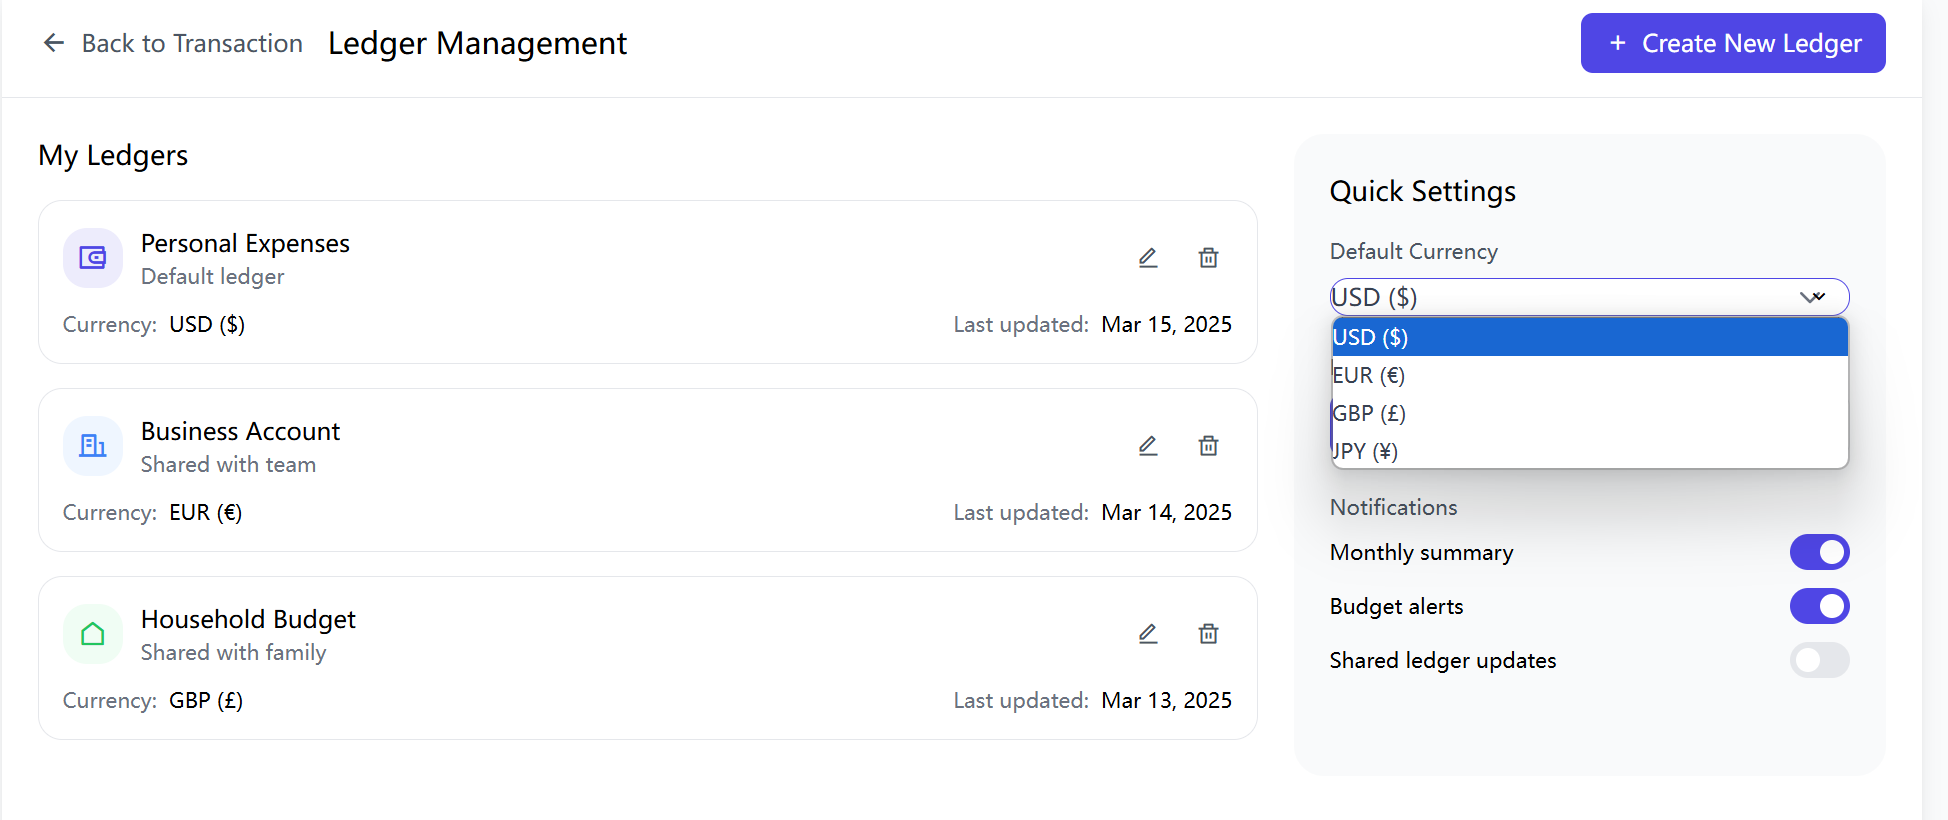 Back to Transaction
Ledger Management
+ Create New Ledger
My Ledgers
Personal Expenses
Default ledger
Currency: USD ($)
Last updated: Mar 15, 2025
Business Account
Shared with team
Currency: EUR (€)
Last updated: Mar 14, 2025
Household Budget
Shared with family
Currency: GBP (£)
Last updated: Mar 13, 2025
Quick Settings
Default Currency
USD ($)
USD ($)
EUR (€)
GBP (£)
JPY (¥)
Notifications
Monthly summary
Budget alerts
Shared ledger updates